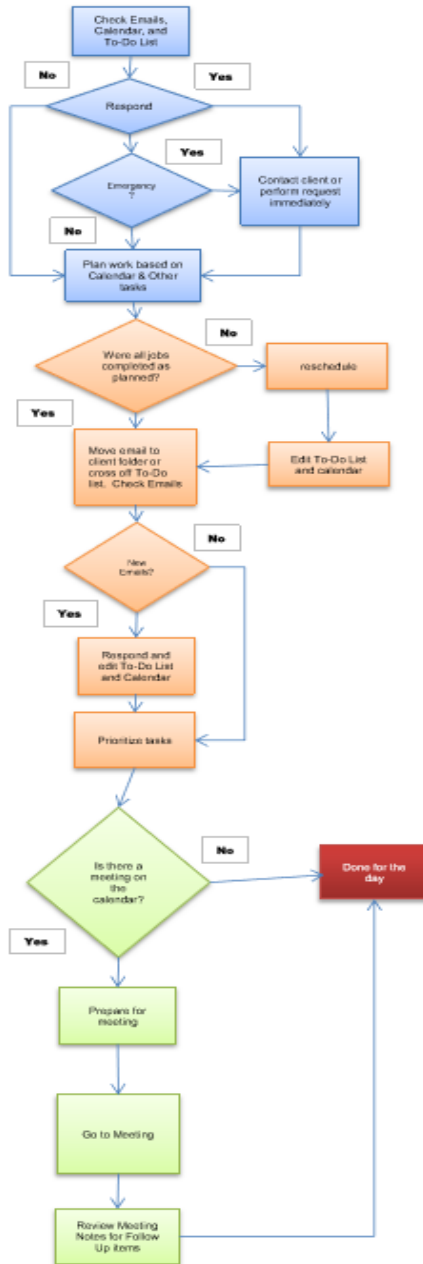 Check Emails,
Calendar, and
To-Do List
No
Yes
Respond
Yes
Emergency
?
Contact client or
perform request
immediately
No
Plan work based on
Calendar & Other
tasks
No
Were all jobs
completed as
planned?
reschedule
Yes
Move email to
client folder or
cross off To-Do
list. Check Emails
Edit To-Do List
and calendar
No
New
Emails?
Yes
Respond and
edit To-Do List
and Calendar
Prioritize tasks
No
Is there a
meeting on
the
calendar?
Done for the
day
Yes
Prepare for
meeting
Go to Meeting
Review Meeting
Notes for Follow
Up items